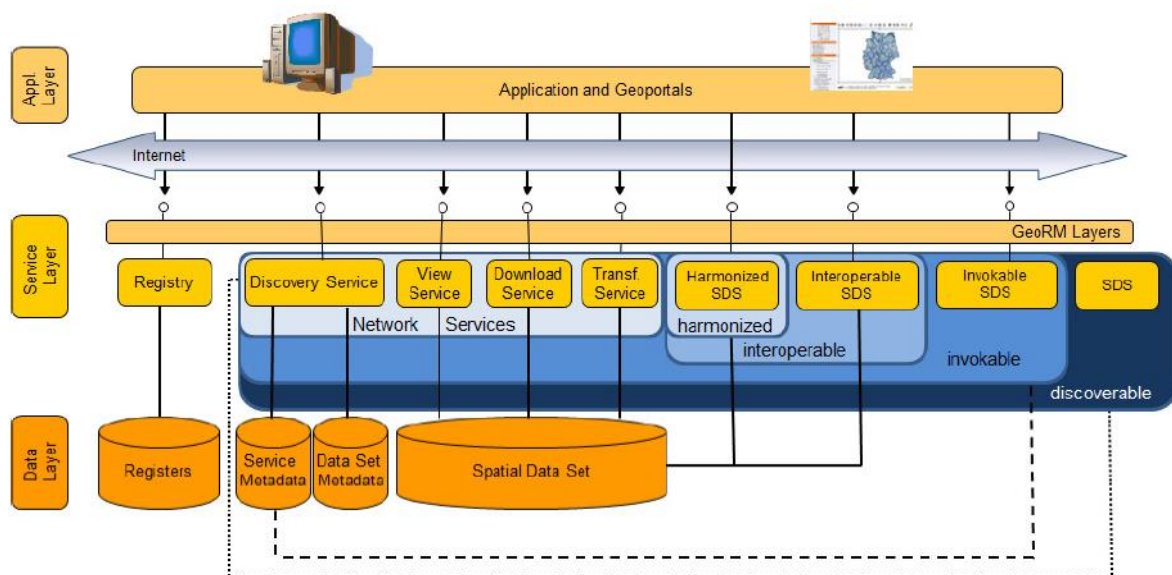 Appl.
Layer
Application and Geoportals
Internet
GeoRM Layers
Service
Layer
Registry
Discovery Service
View
Service
Download
Service
Transf.
Service
Harmonized
SDS
Interoperable
SDS
Invokable
SDS
SDS
Network Services
harmonized
interoperable
invokable
discoverable
Data
Layer
Registers
Service
Metadata
Data Set
Metadata
Spatial Data Set